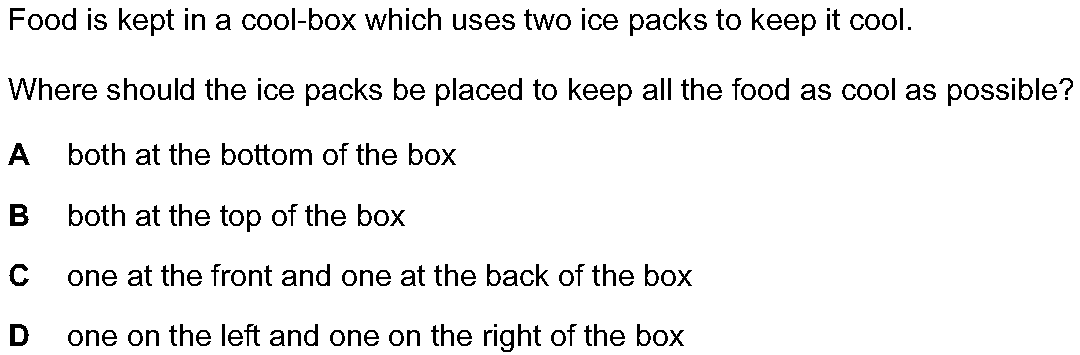 Food is kept in a cool-box which uses two ice packs to keep it cool.
Where should the ice packs be placed to keep all the food as cool as possible?
A both at the bottom of the box
B both at the top of the box
C one at the front and one at the back of the box
D one on the left and one on the right of the box